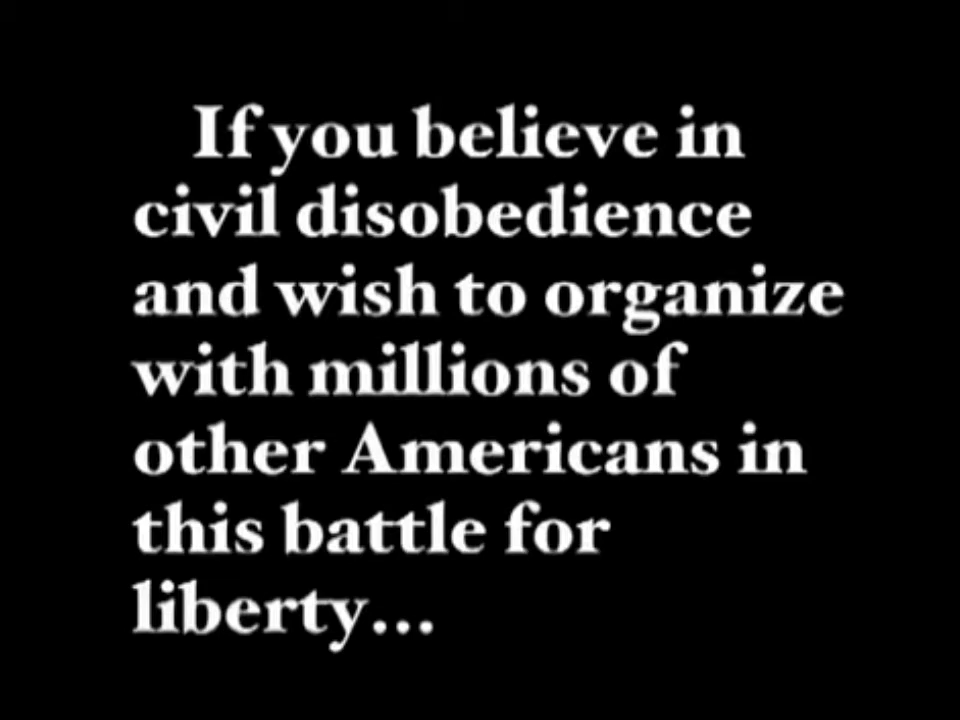 If you believe in
civil disobedience
and wish to organize
with millions of
other Americans in
this battle for
liberty...